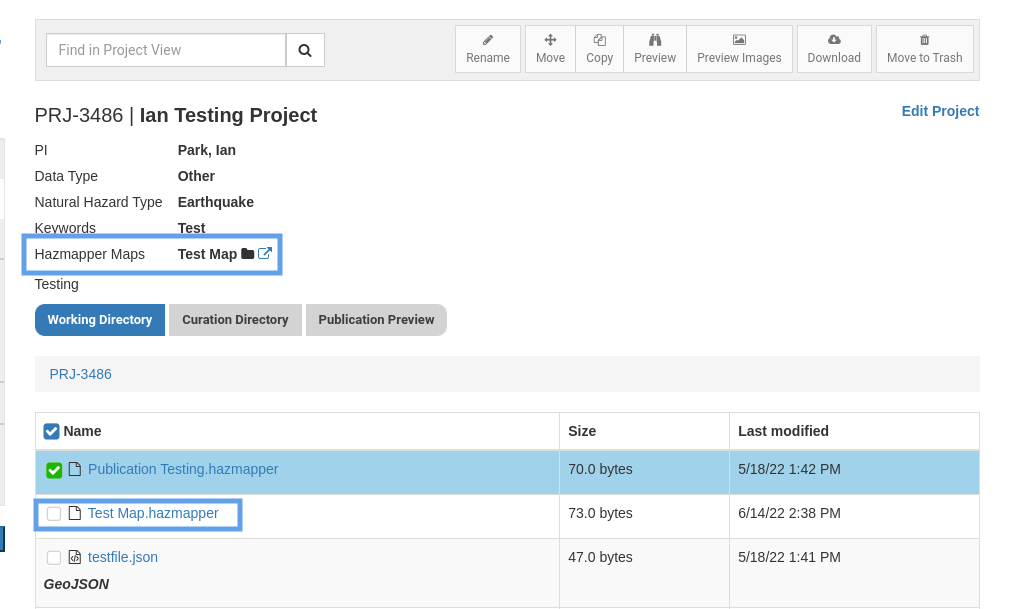 Find in Project View
Rename
Move
Copy
Preview
Preview Images
Download
Move to Trash
PRJ-3486 | Ian Testing Project
Edit Project
PI Park, Ian
Data Type Other
Natural Hazard Type Earthquake
Keywords Test
Hazmapper Maps Test Map
Testing
Working Directory
Curation Directory
Publication Preview
PRJ-3486
Name Size Last modified
Publication Testing.hazmapper 70.0 bytes 5/18/22 1:42 PM
Test Map.hazmapper 73.0 bytes 6/14/22 2:38 PM
testfile.json 47.0 bytes 5/18/22 1:41 PM
GeoJSON